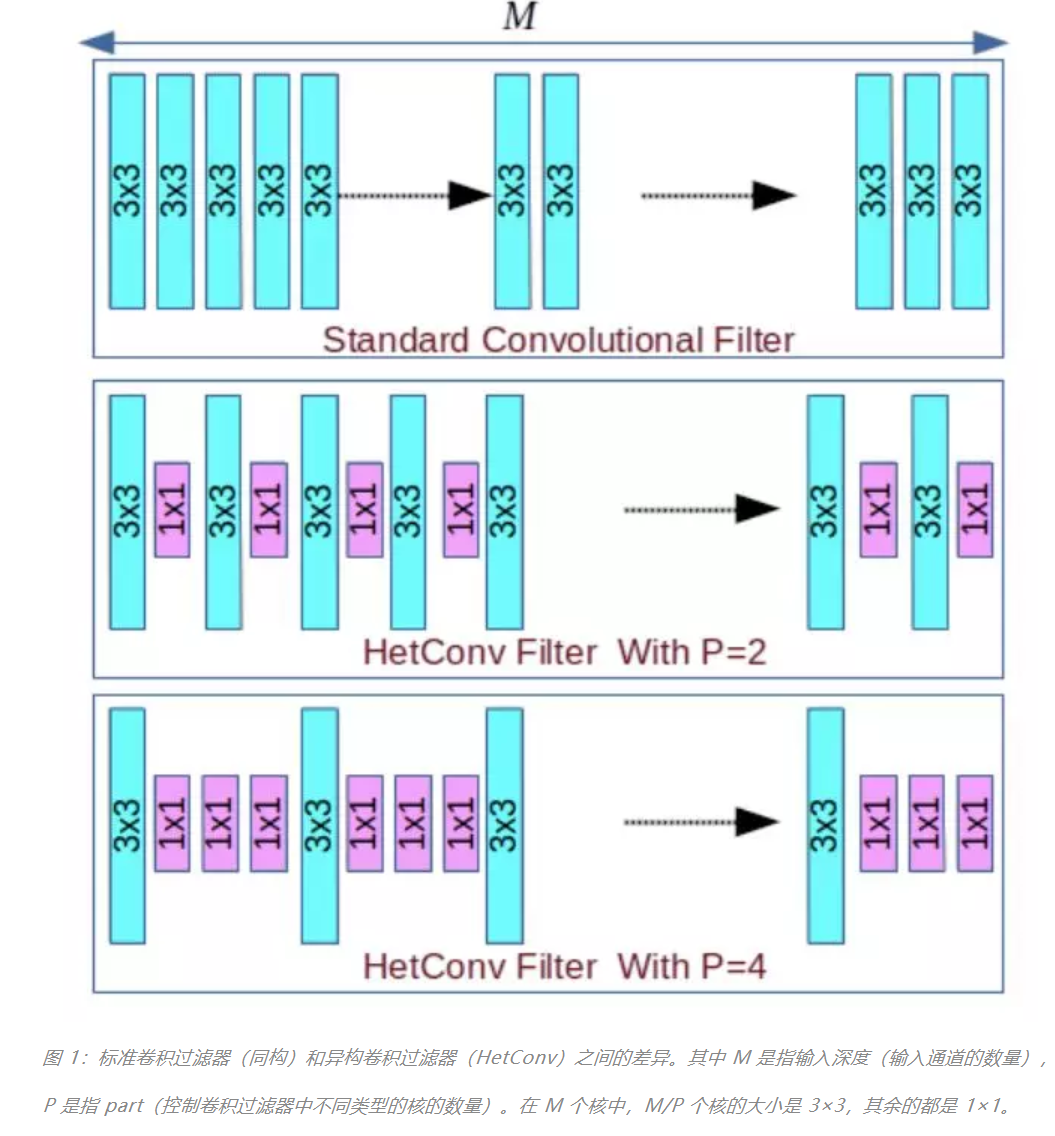 M
3x3 3x3 3x3 3x3 3x3 3x3 3x3 3x3 3x3 3x3
Standard Convolutional Filter
3x3 1x1 3x3 1x1 3x3 1x1 3x3 1x1 3x3 3x3 1x1 3x3 1x1
HetConv Filter With P=2
3x3 1x1 1x1 1x1 3x3 1x1 1x1 1x1 3x3 3x3 1x1 1x1 1x1
HetConv Filter With P=4
图 1：标准卷积过滤器（同构）和异构卷积过滤器（HetConv）之间的差异。其中 M 是指输入深度（输入通道的数量），
P 是指 part（控制卷积过滤器中不同类型的核的数量）。在 M 个核中，M/P 个核的大小是 3×3，其余的都是 1×1。